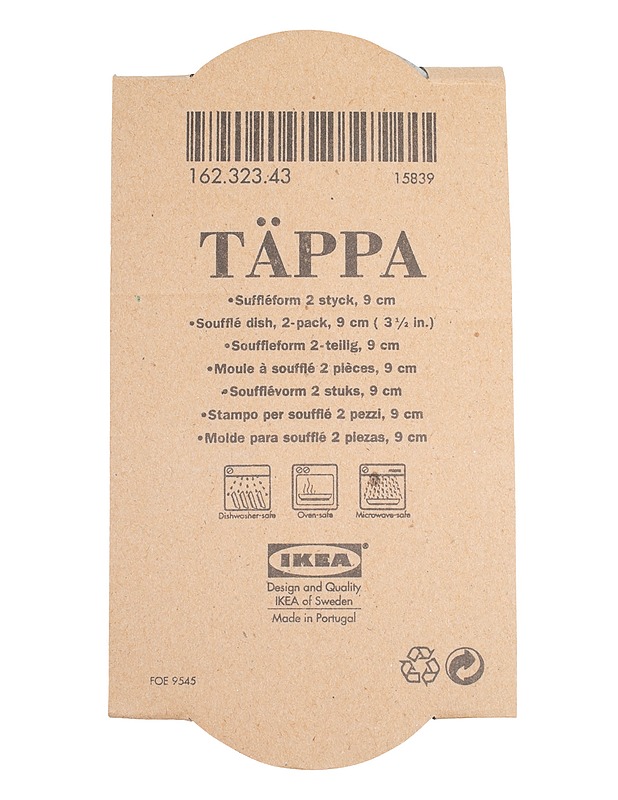 162.323.43 15839
TÄPPA
•Suffléform 2 styck, 9 cm
•Soufflé dish, 2-pack, 9 cm ( 3 ½ in.)
•Souffleform 2-teilig, 9 cm
•Moule à soufflé 2 pièces, 9 cm
•Soufflévorm 2 stuks, 9 cm
•Stampo per soufflé 2 pezzi, 9 cm
•Molde para soufflé 2 piezas, 9 cm
Dishwasher-safe Oven-safe Microwave-safe
IKEA®
Design and Quality
IKEA of Sweden
Made in Portugal
FOE 9545